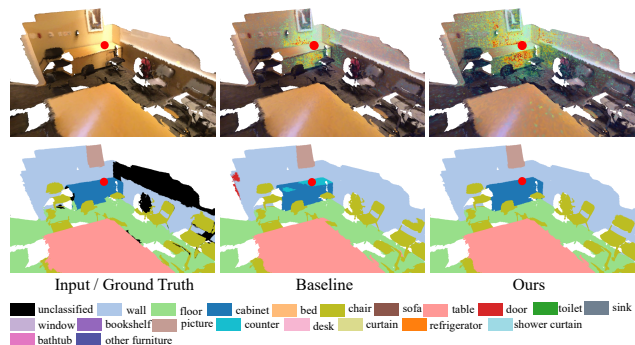 Input / Ground Truth Baseline Ours
unclassified wall floor cabinet bed chair sofa table door toilet sink
window bookshelf picture counter desk curtain refrigerator shower curtain
bathtub other furniture